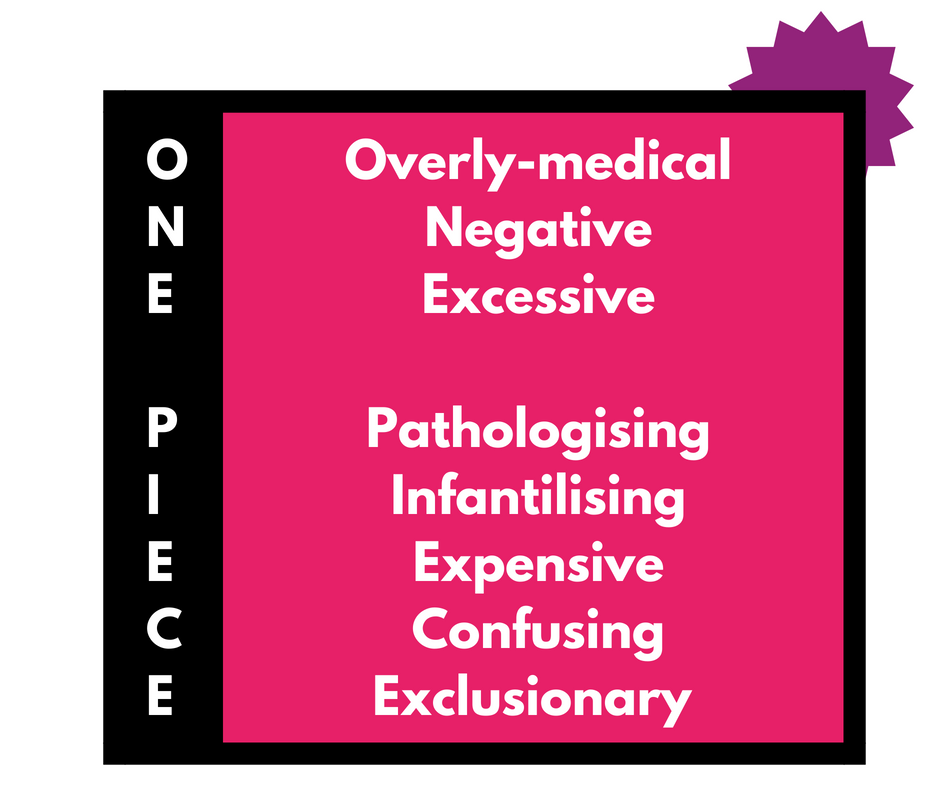 O Overly-medical
N Negative
E Excessive
P Pathologising
I Infantilising
E Expensive
C Confusing
E Exclusionary